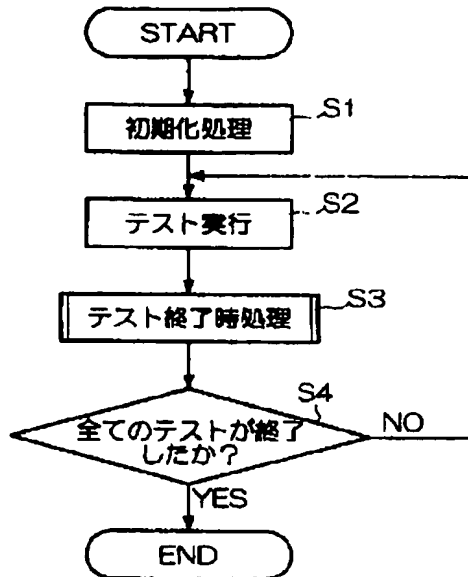 START
初期化処理
S1
テスト実行
S2
テスト終了時処理
S3
S4
全てのテストが終了
したか?
NO
YES
END